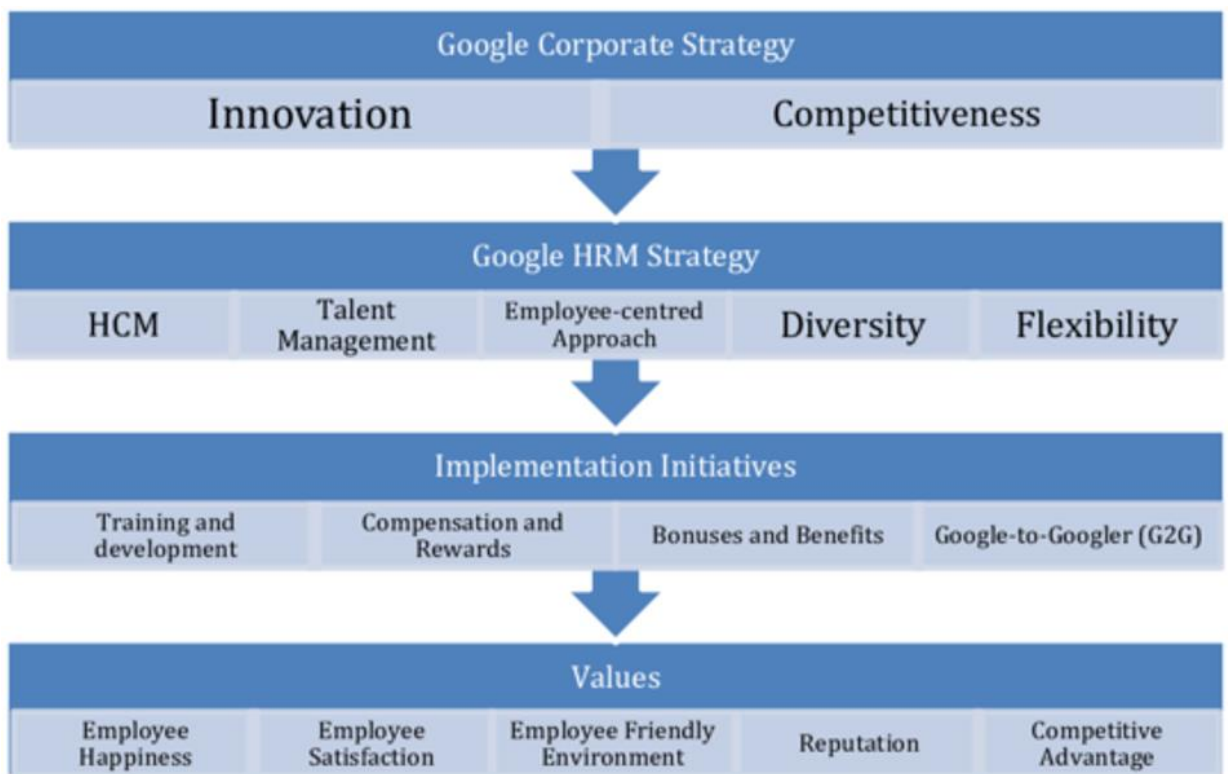 Google Corporate Strategy
Innovation
Competitiveness
Google HRM Strategy
HCM
Talent
Management
Employee-centred
Approach
Diversity
Flexibility
Implementation Initiatives
Training and
development
Compensation and
Rewards
Bonuses and Benefits
Google-to-Googler (G2G)
Values
Employee
Happiness
Employee
Satisfaction
Employee Friendly
Environment
Reputation
Competitive
Advantage